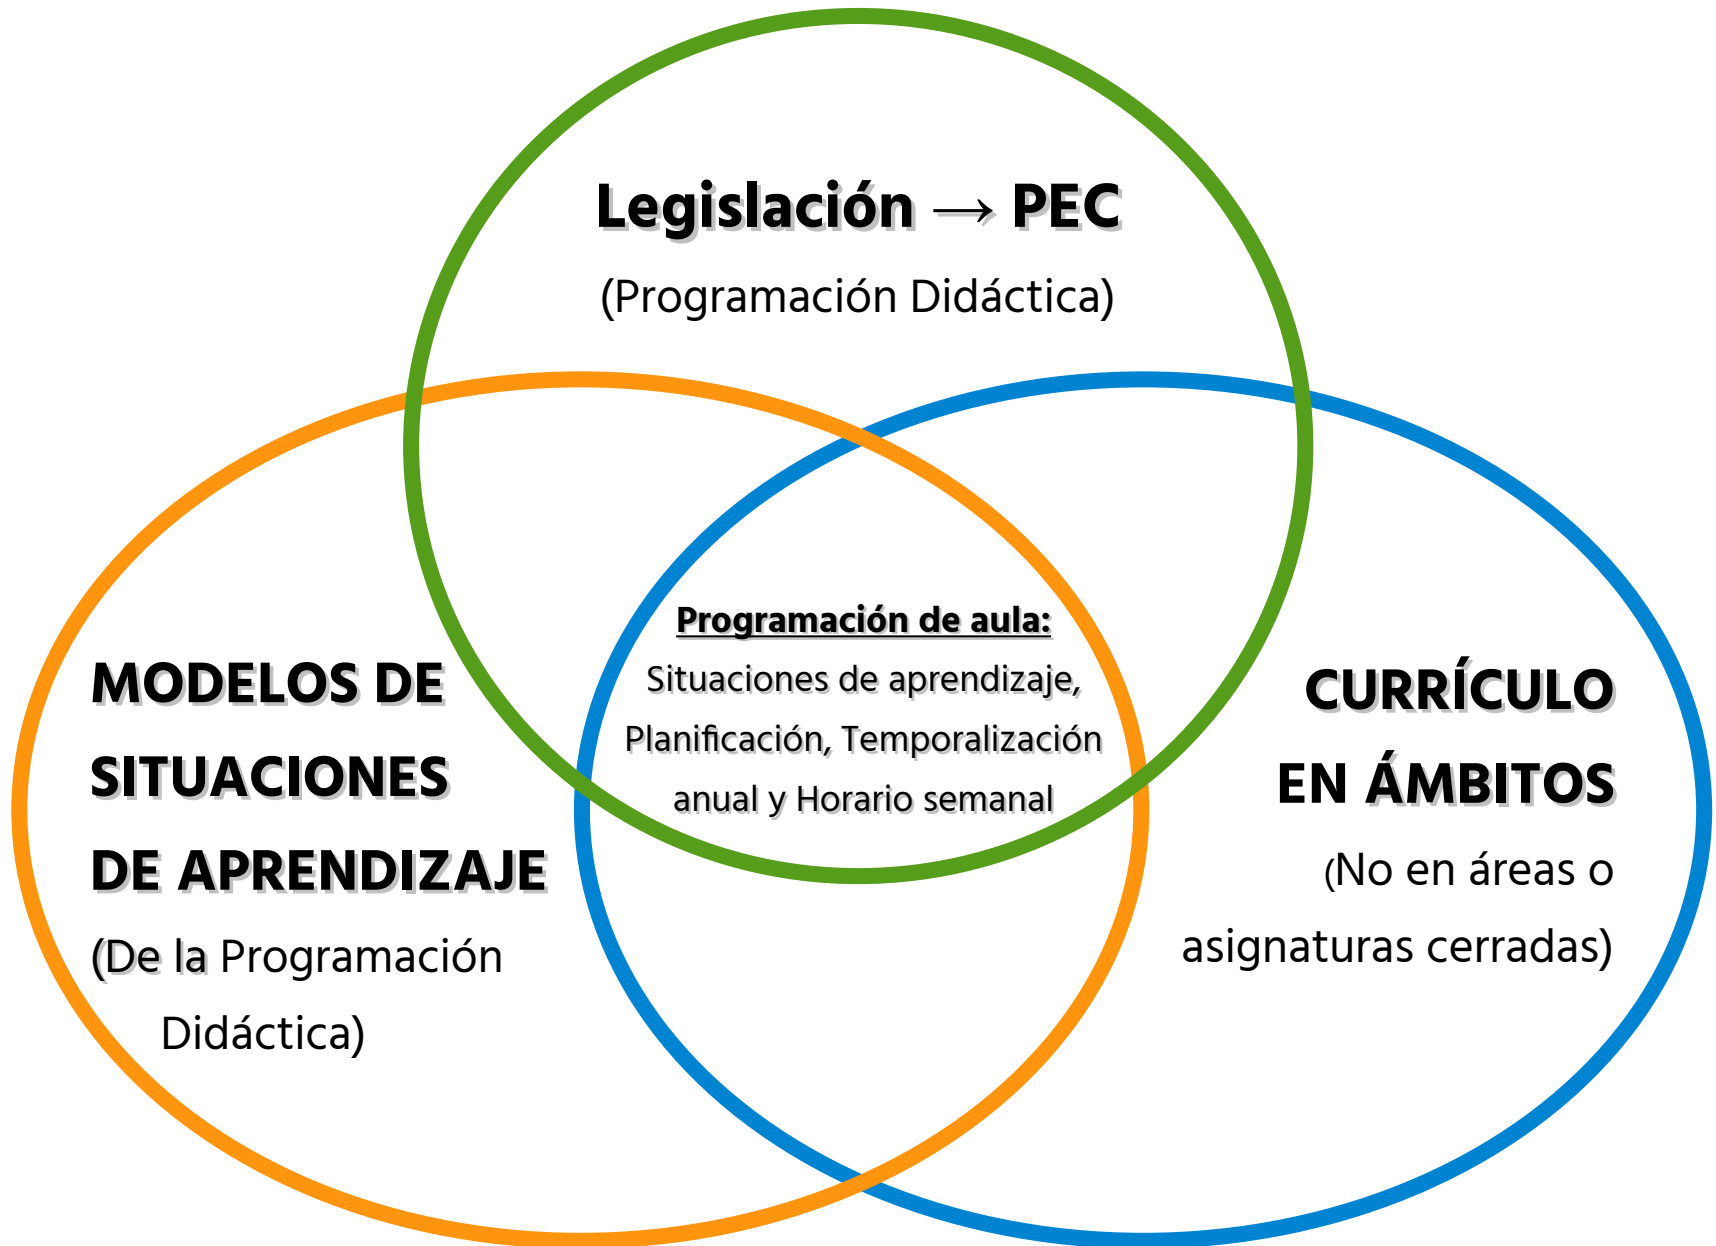 Legislación → PEC
(Programación Didáctica)
Programación de aula:
Situaciones de aprendizaje,
Planificación, Temporalización
anual y Horario semanal
MODELOS DE
SITUACIONES
DE APRENDIZAJE
(De la Programación
Didáctica)
CURRÍCULO
EN ÁMBITOS
(No en áreas o
asignaturas cerradas)